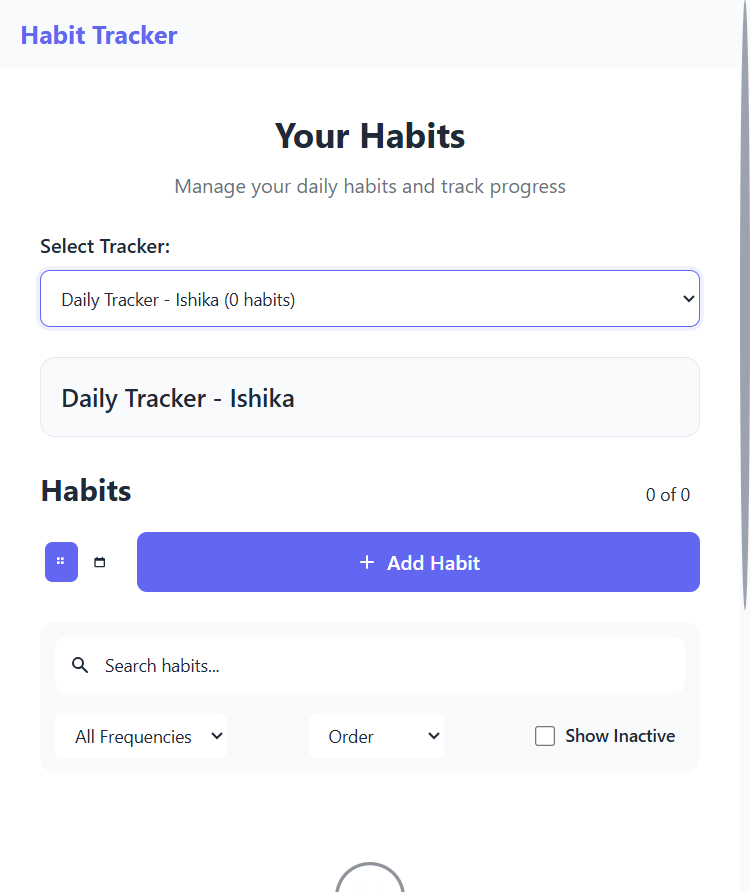 Habit Tracker
Your Habits
Manage your daily habits and track progress
Select Tracker:
Daily Tracker - Ishika (0 habits)
Daily Tracker - Ishika
Habits
0 of 0
+ Add Habit
Search habits...
All Frequencies
Order
Show Inactive